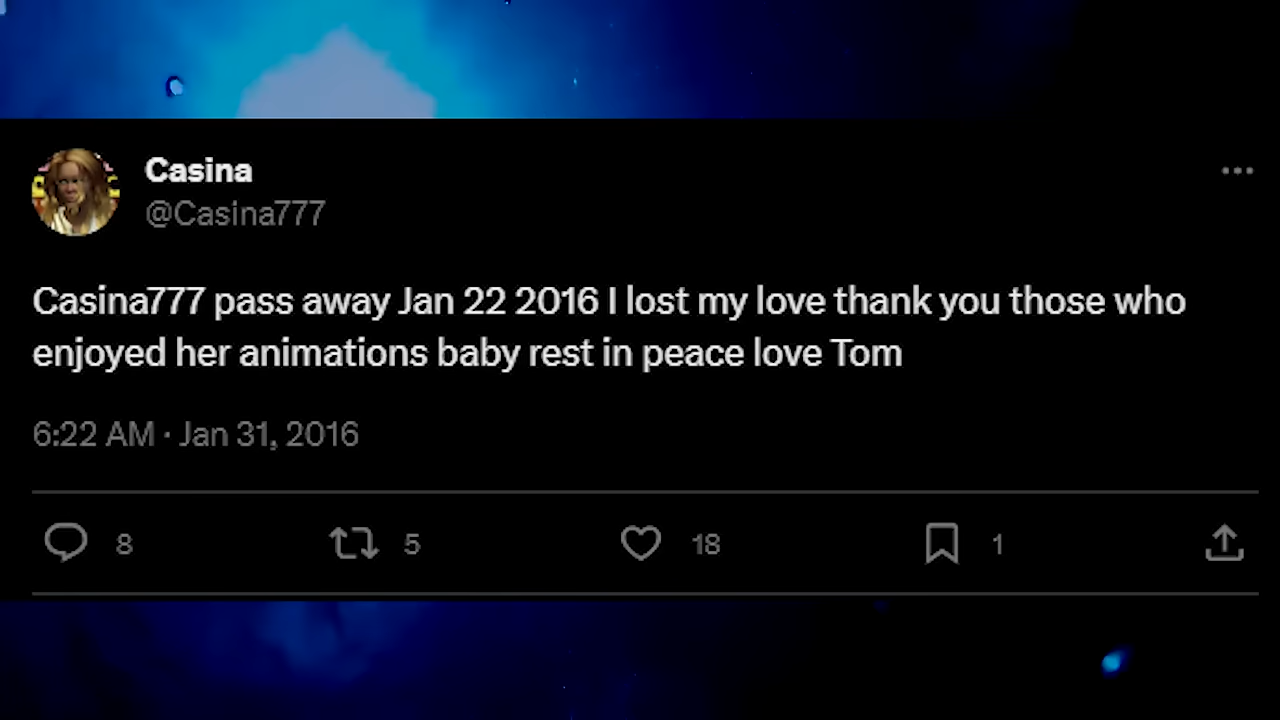 Casina
@Casina777
Casina777 pass away Jan 22 2016 I lost my love thank you those who
enjoyed her animations baby rest in peace love Tom
6:22 AM · Jan 31, 2016
8 5 18 1